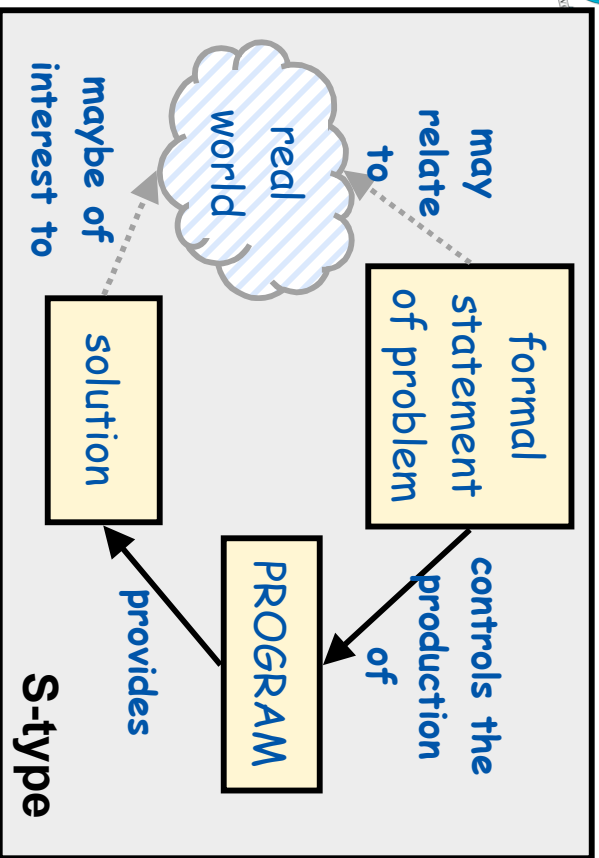 formal
statement
of problem
may
relate
to
controls the
production
of
real
world
PROGRAM
maybe of
interest to
solution
provides
S-type